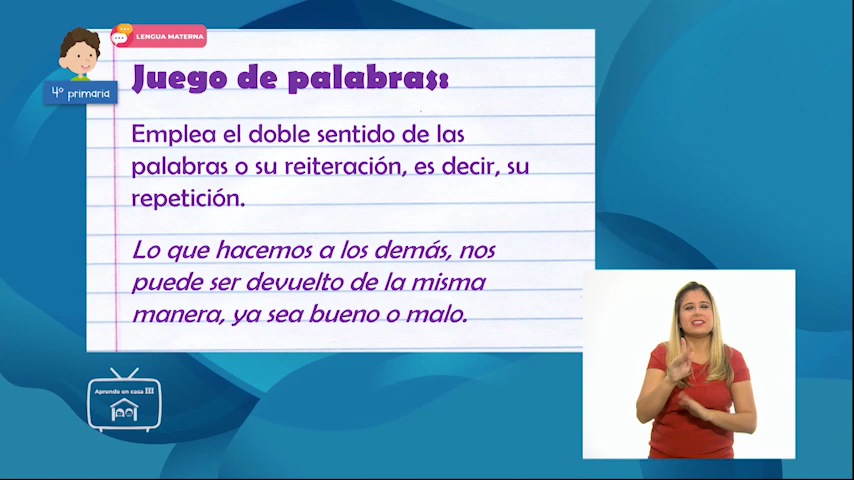 LENGUA MATERNA
4º primaria
Juego de palabras:
Emplea el doble sentido de las
palabras o su reiteración, es decir, su
repetición.
Lo que hacemos a los demás, nos
puede ser devuelto de la misma
manera, ya sea bueno o malo.
Aprende en casa III